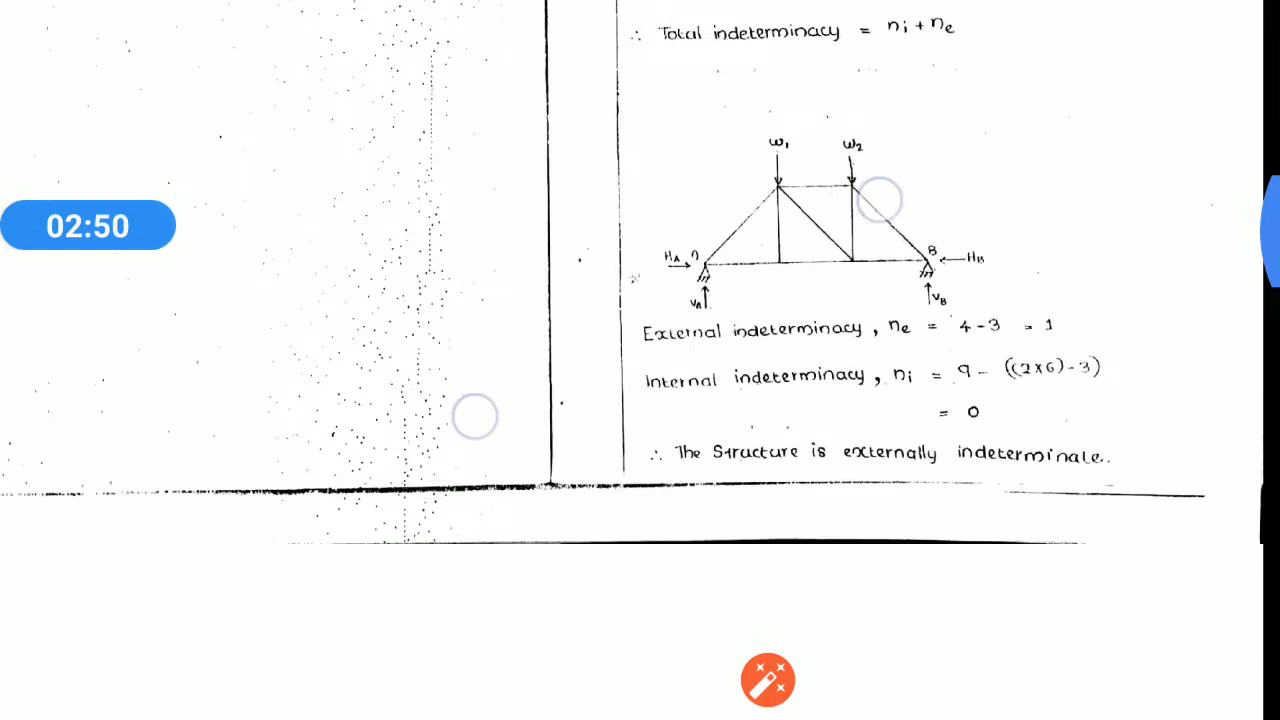 ∴ Total indeterminacy = ni + ne
w1 w2
HA A B HB
VA VB
02:50
External indeterminacy, ne = 4-3 = 1
Internal indeterminacy, ni = 9 - ((2x6)-3)
= 0
∴ The Structure is externally indeterminate.